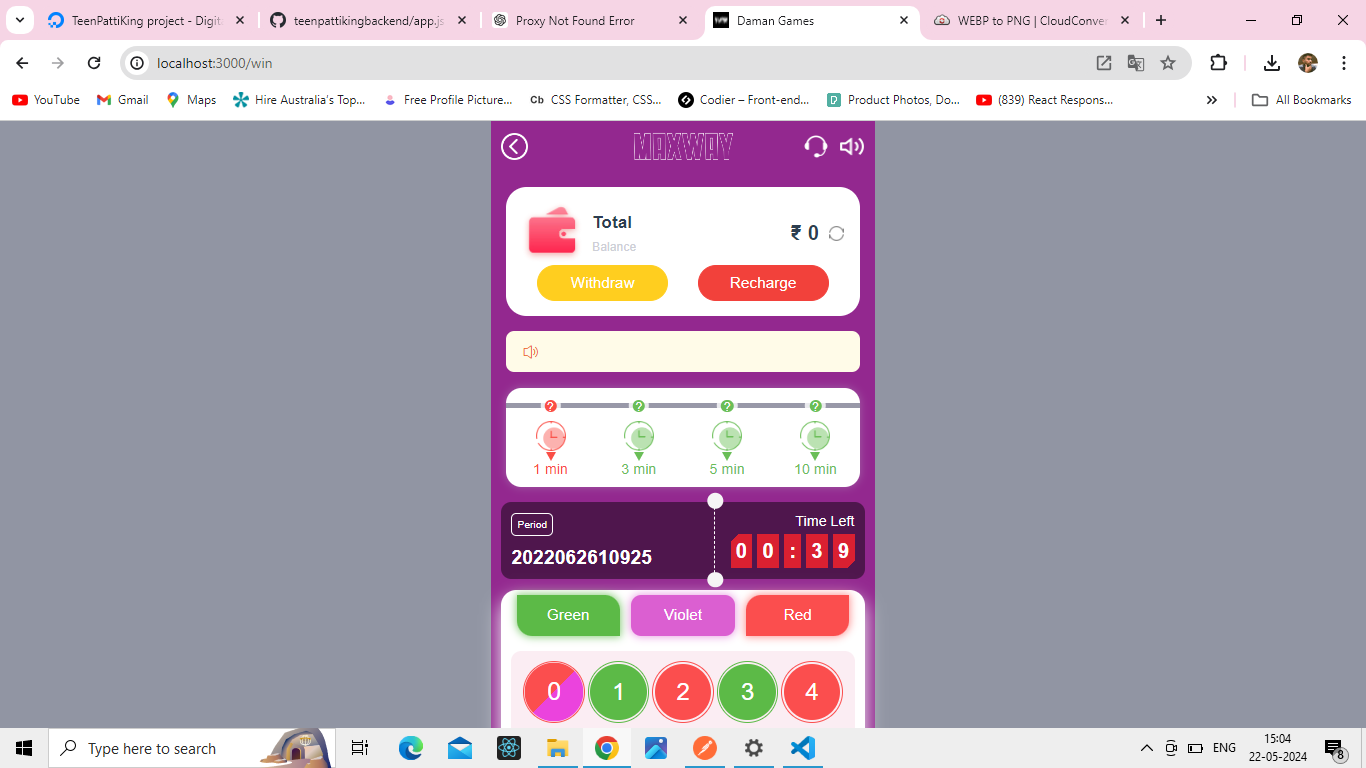 TeenPattiKing project - Digit
teenpattikingbackend/app.js
Proxy Not Found Error
Daman Games
WEBP to PNG | CloudConver
localhost:3000/win
YouTube
Gmail
Maps
Hire Australia's Top...
Free Profile Picture...
Cb CSS Formatter, CSS...
Codier – Front-end...
Product Photos, Do...
(839) React Respons...
All Bookmarks
MAXWAY
Total
Balance
₹ 0
Withdraw
Recharge
? ? ? ?
1 min
3 min
5 min
10 min
Period
2022062610925
Time Left
00:39
Green
Violet
Red
0 1 2 3 4
Type here to search
ENG
15:04
22-05-2024
8